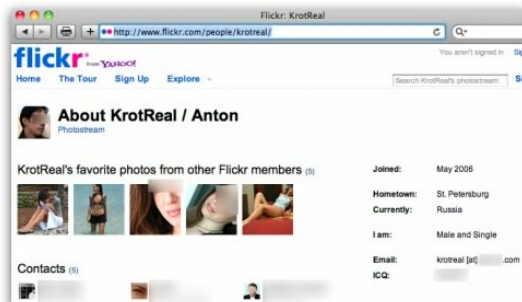 Flickr: KrotReal
http://www.flickr.com/people/krotreal/
flickr from YAHOO!
You aren't signed in
Home The Tour Sign Up Explore
Search KrotReal's photostream
About KrotReal / Anton
Photostream
KrotReal's favorite photos from other Flickr members (5)
Joined: May 2006
Hometown: St. Petersburg
Currently: Russia
I am: Male and Single
Email: krotreal [at] .com
ICQ:
Contacts (5)